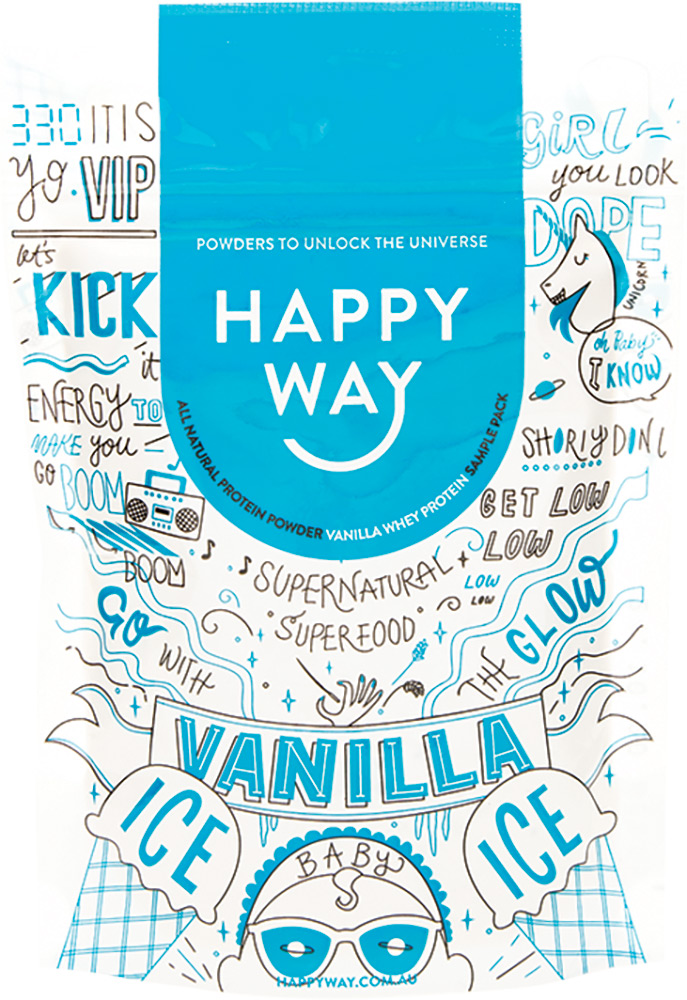 POWDERS TO UNLOCK THE UNIVERSE
HAPPY
WAY
ALL NATURAL PROTEIN POWDER VANILLA WHEY PROTEIN SAMPLE PACK
330 IT IS
yo VIP
let's
KICK
it
ENERGY TO
MAKE you
GO BOOM
BOOM
GiRL
you LOOK
DOPE
UNICORN
oh Baby
I KNOW
SHORTY DON'
GET LOW
LOW
LOW
LOW
SUPERNATURAL
SUPERFOOD
GO
WITH
THE GLOW
VANILLA
ICE
ICE
BABY
HAPPYWAY.COM.AU